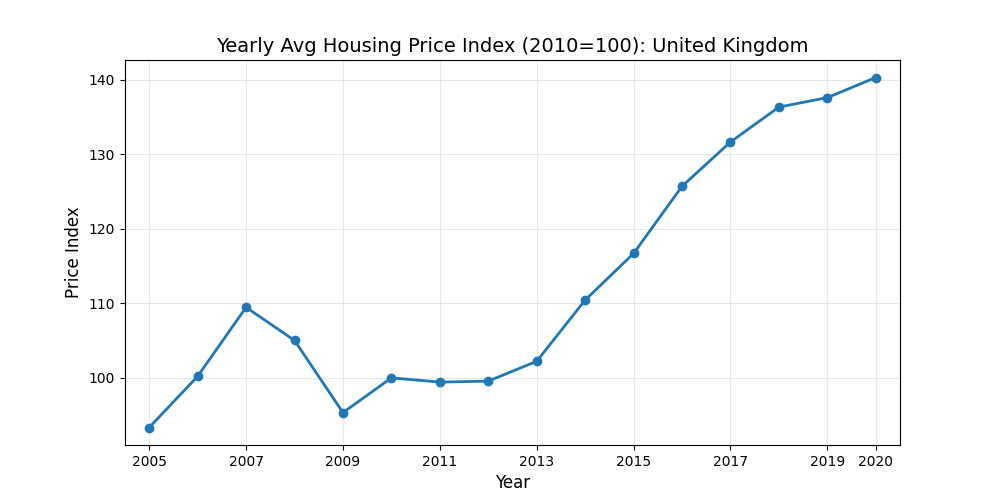 Yearly Avg Housing Price Index (2010=100): United Kingdom
140
130
120
110
100
Price Index
2005 2007 2009 2011 2013 2015 2017 2019 2020
Year